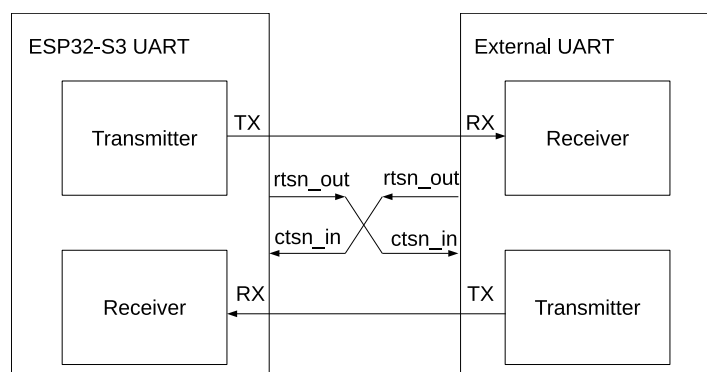 ESP32-S3 UART
External UART
Transmitter
TX
RX
Receiver
rtsn_out
rtsn_out
ctsn_in
ctsn_in
Receiver
RX
TX
Transmitter